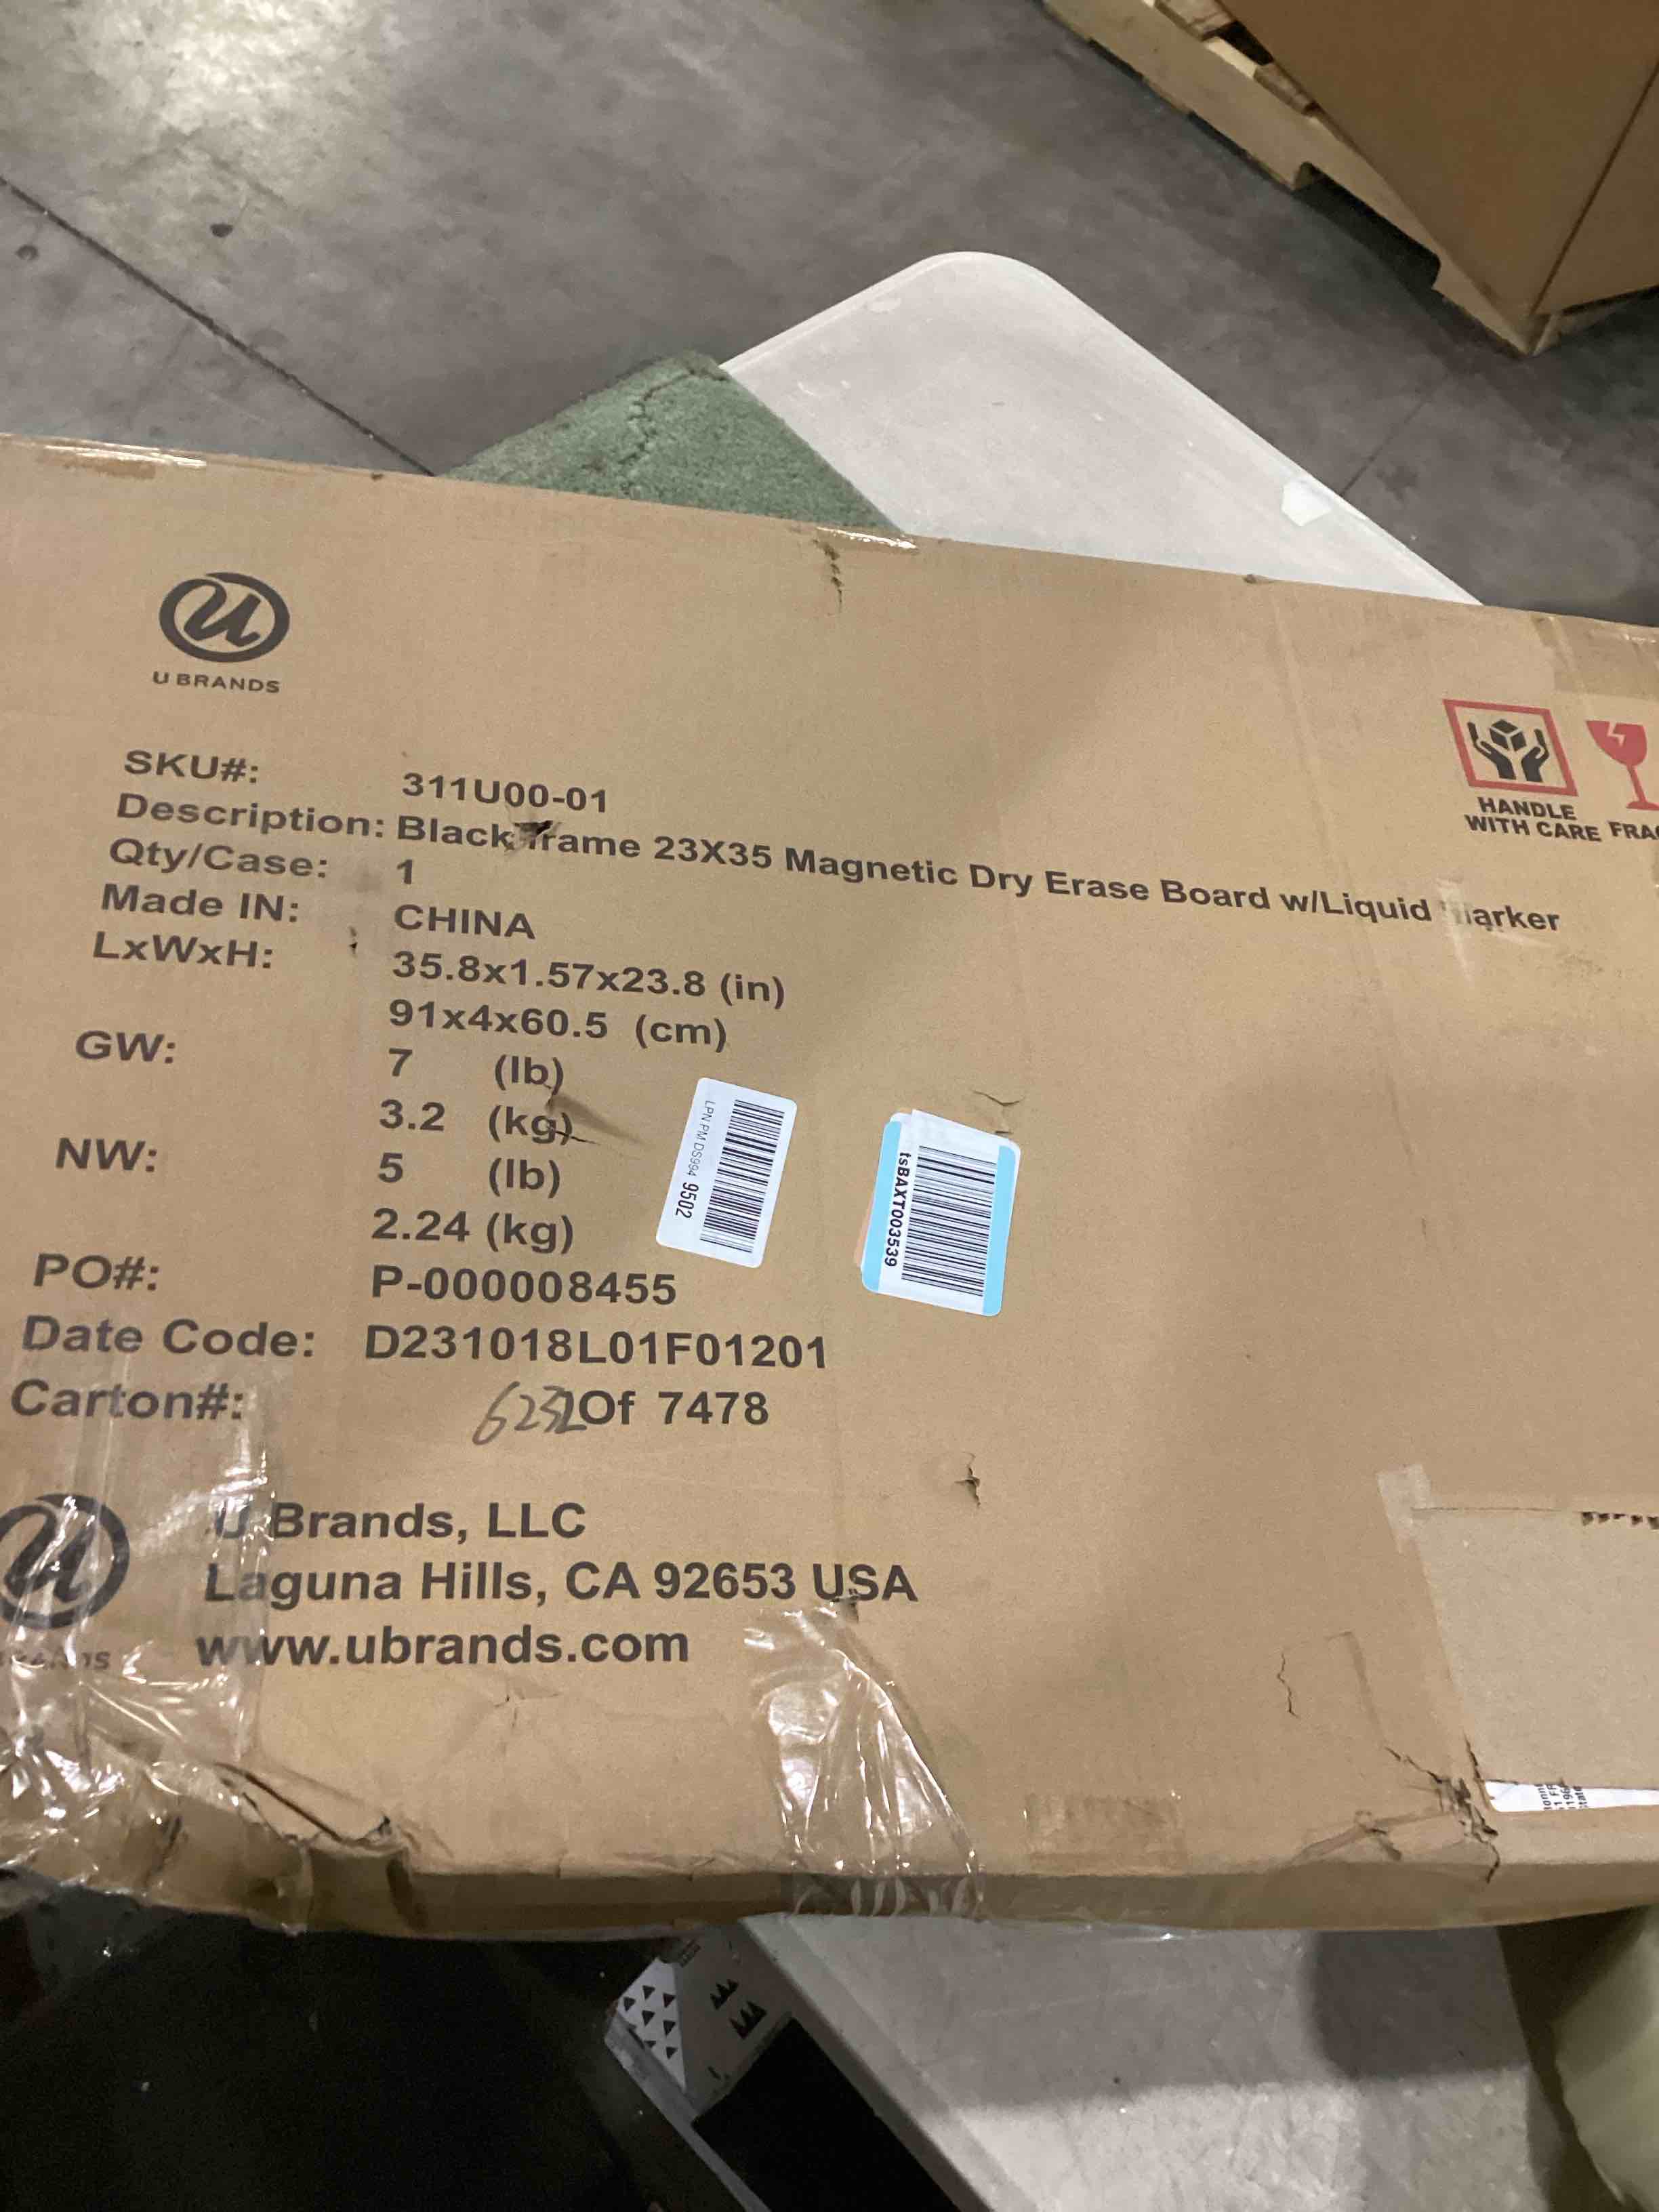 U BRANDS
HANDLE
WITH CARE
SKU#: 311U00-01
Description: Black frame 23X35 Magnetic Dry Erase Board w/Liquid Marker
Qty/Case: 1
Made IN: CHINA
LxWxH: 35.8x1.57x23.8 (in)
91x4x60.5 (cm)
GW: 7 (lb)
3.2 (kg)
NW: 5 (lb)
2.24 (kg)
LPN PM DS994 9502
tsBAXT003539
PO#: P-000008455
Date Code: D231018L01F01201
Carton#: Of 7478
U Brands, LLC
Laguna Hills, CA 92653 USA
www.ubrands.com